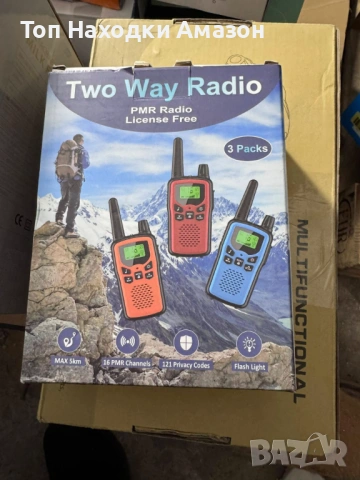 Топ Находки Амазон
Two Way Radio
PMR Radio
License Free
3 Packs
MAX 5km
16 PMR Channels
121 Privacy Codes
Flash Light
MULTIFUNCTIONAL
BAZAR